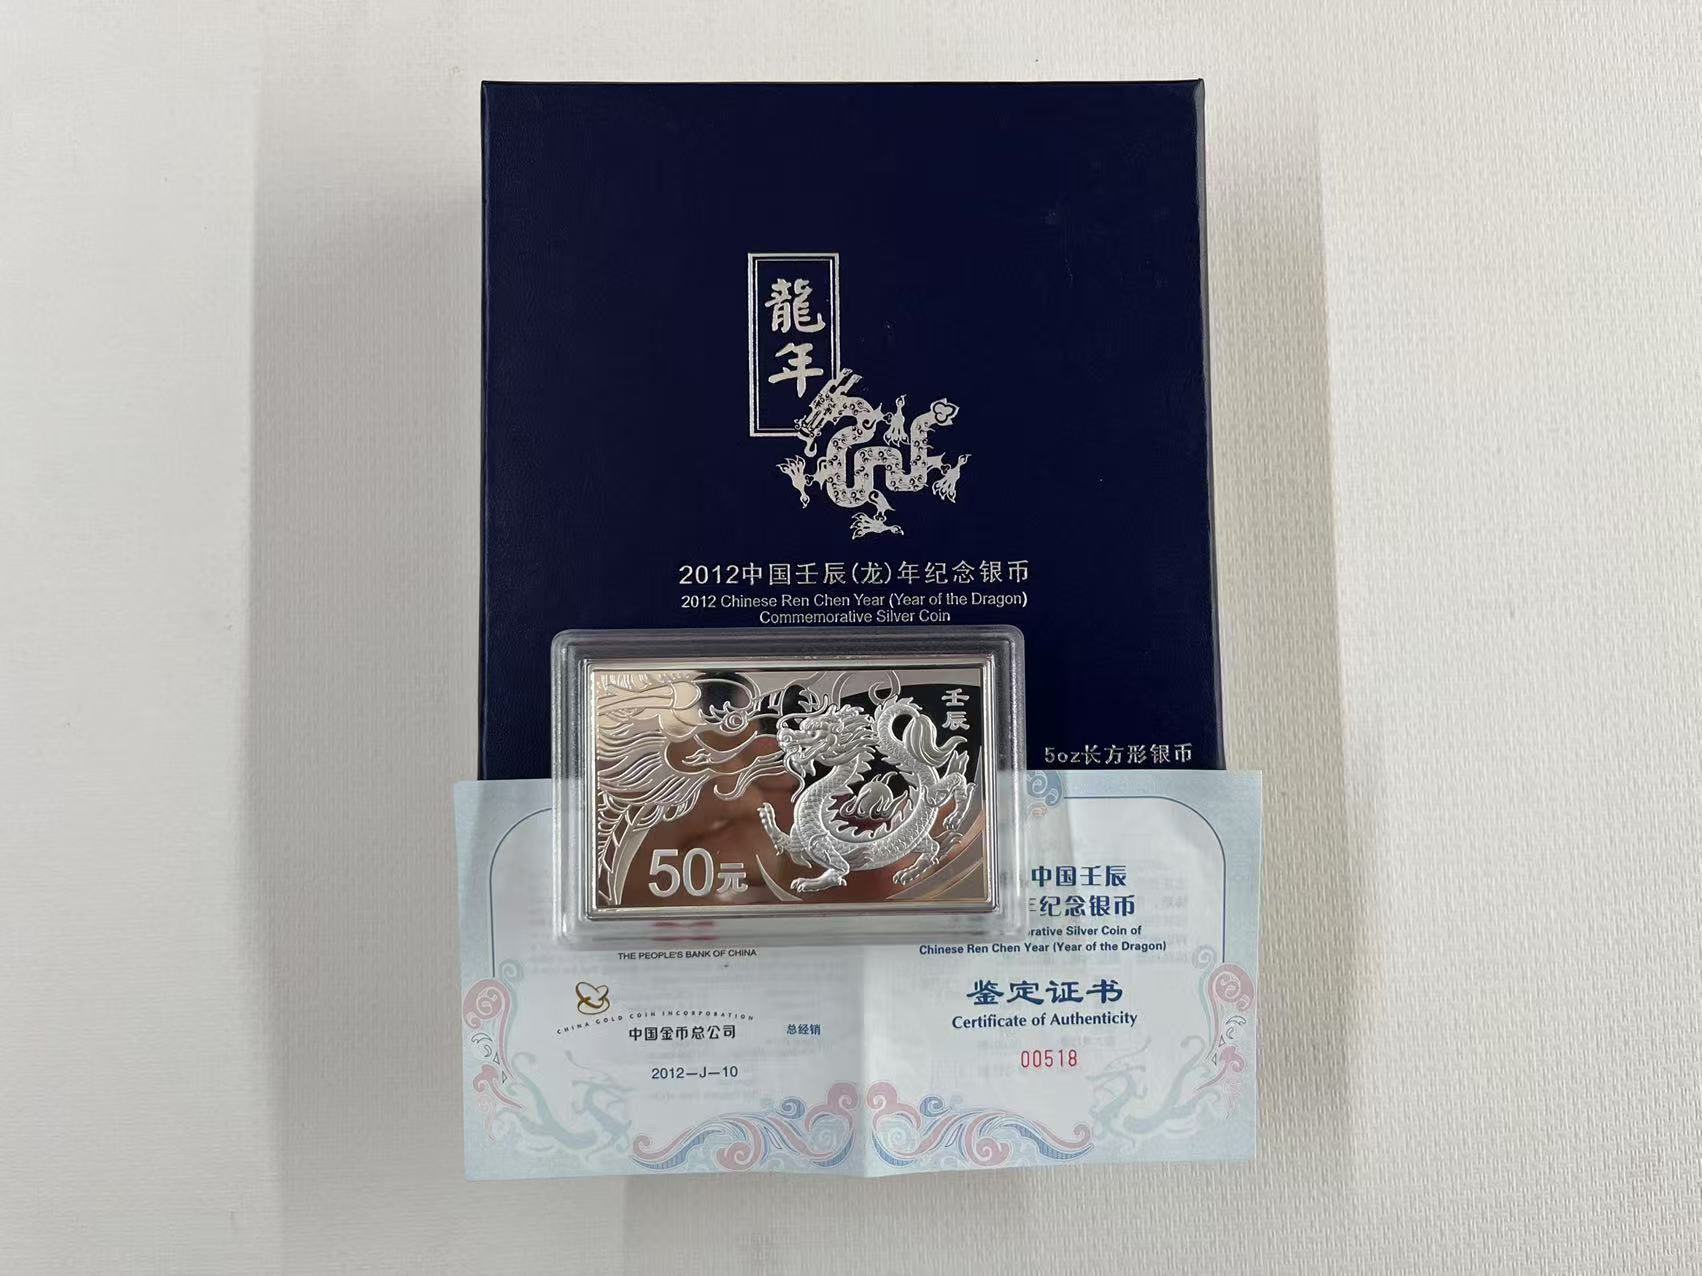 龍
年
2012中国壬辰(龙)年纪念银币
2012 Chinese Ren Chen Year (Year of the Dragon)
Commemorative Silver Coin
壬
辰
50元
5oz长方形银币
THE PEOPLE'S BANK OF CHINA
CHINA GOLD COIN INCORPORATION
中国金币总公司
总经销
2012—J—10
中国壬辰
纪念银币
Silver Coin of
Chinese Ren Chen Year (Year of the Dragon)
鉴定证书
Certificate of Authenticity
00518